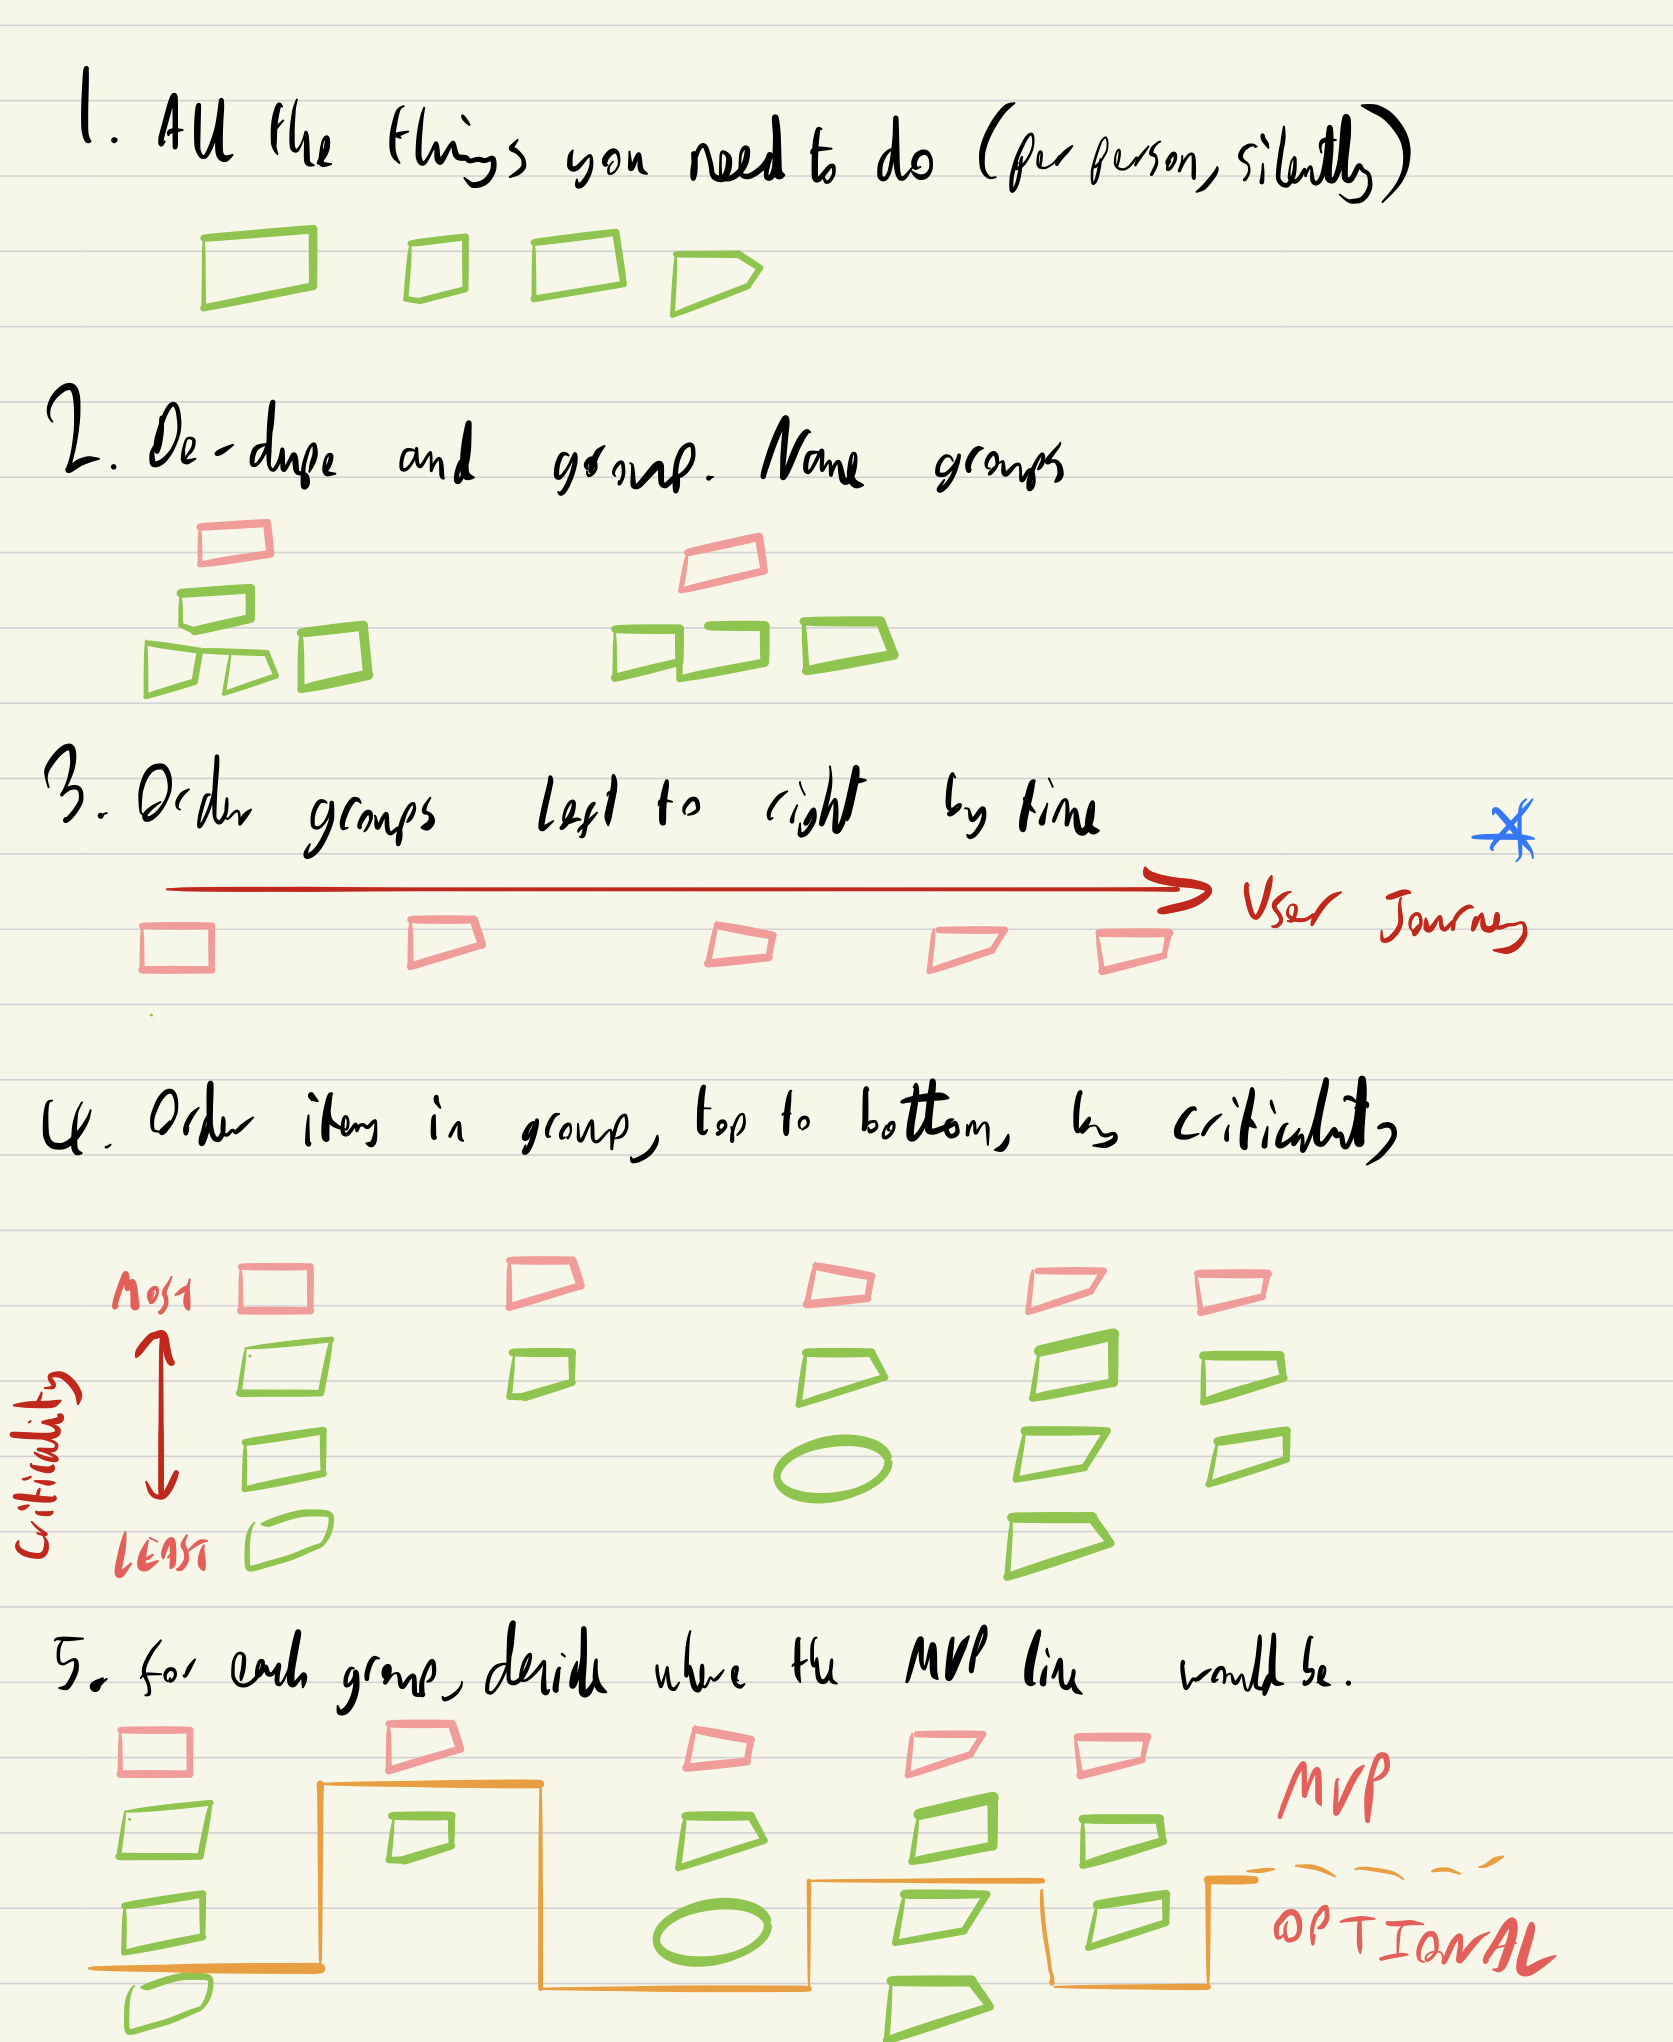 1. All the things you need to do (per person, silently)
2. De-dupe and group. Name groups
3. Order groups left to right by time
User Journey
4. Order items in group, top to bottom, by criticality
MOST
Criticality
LEAST
5. for each group, decide where the MVP line would be.
MVP
OPTIONAL